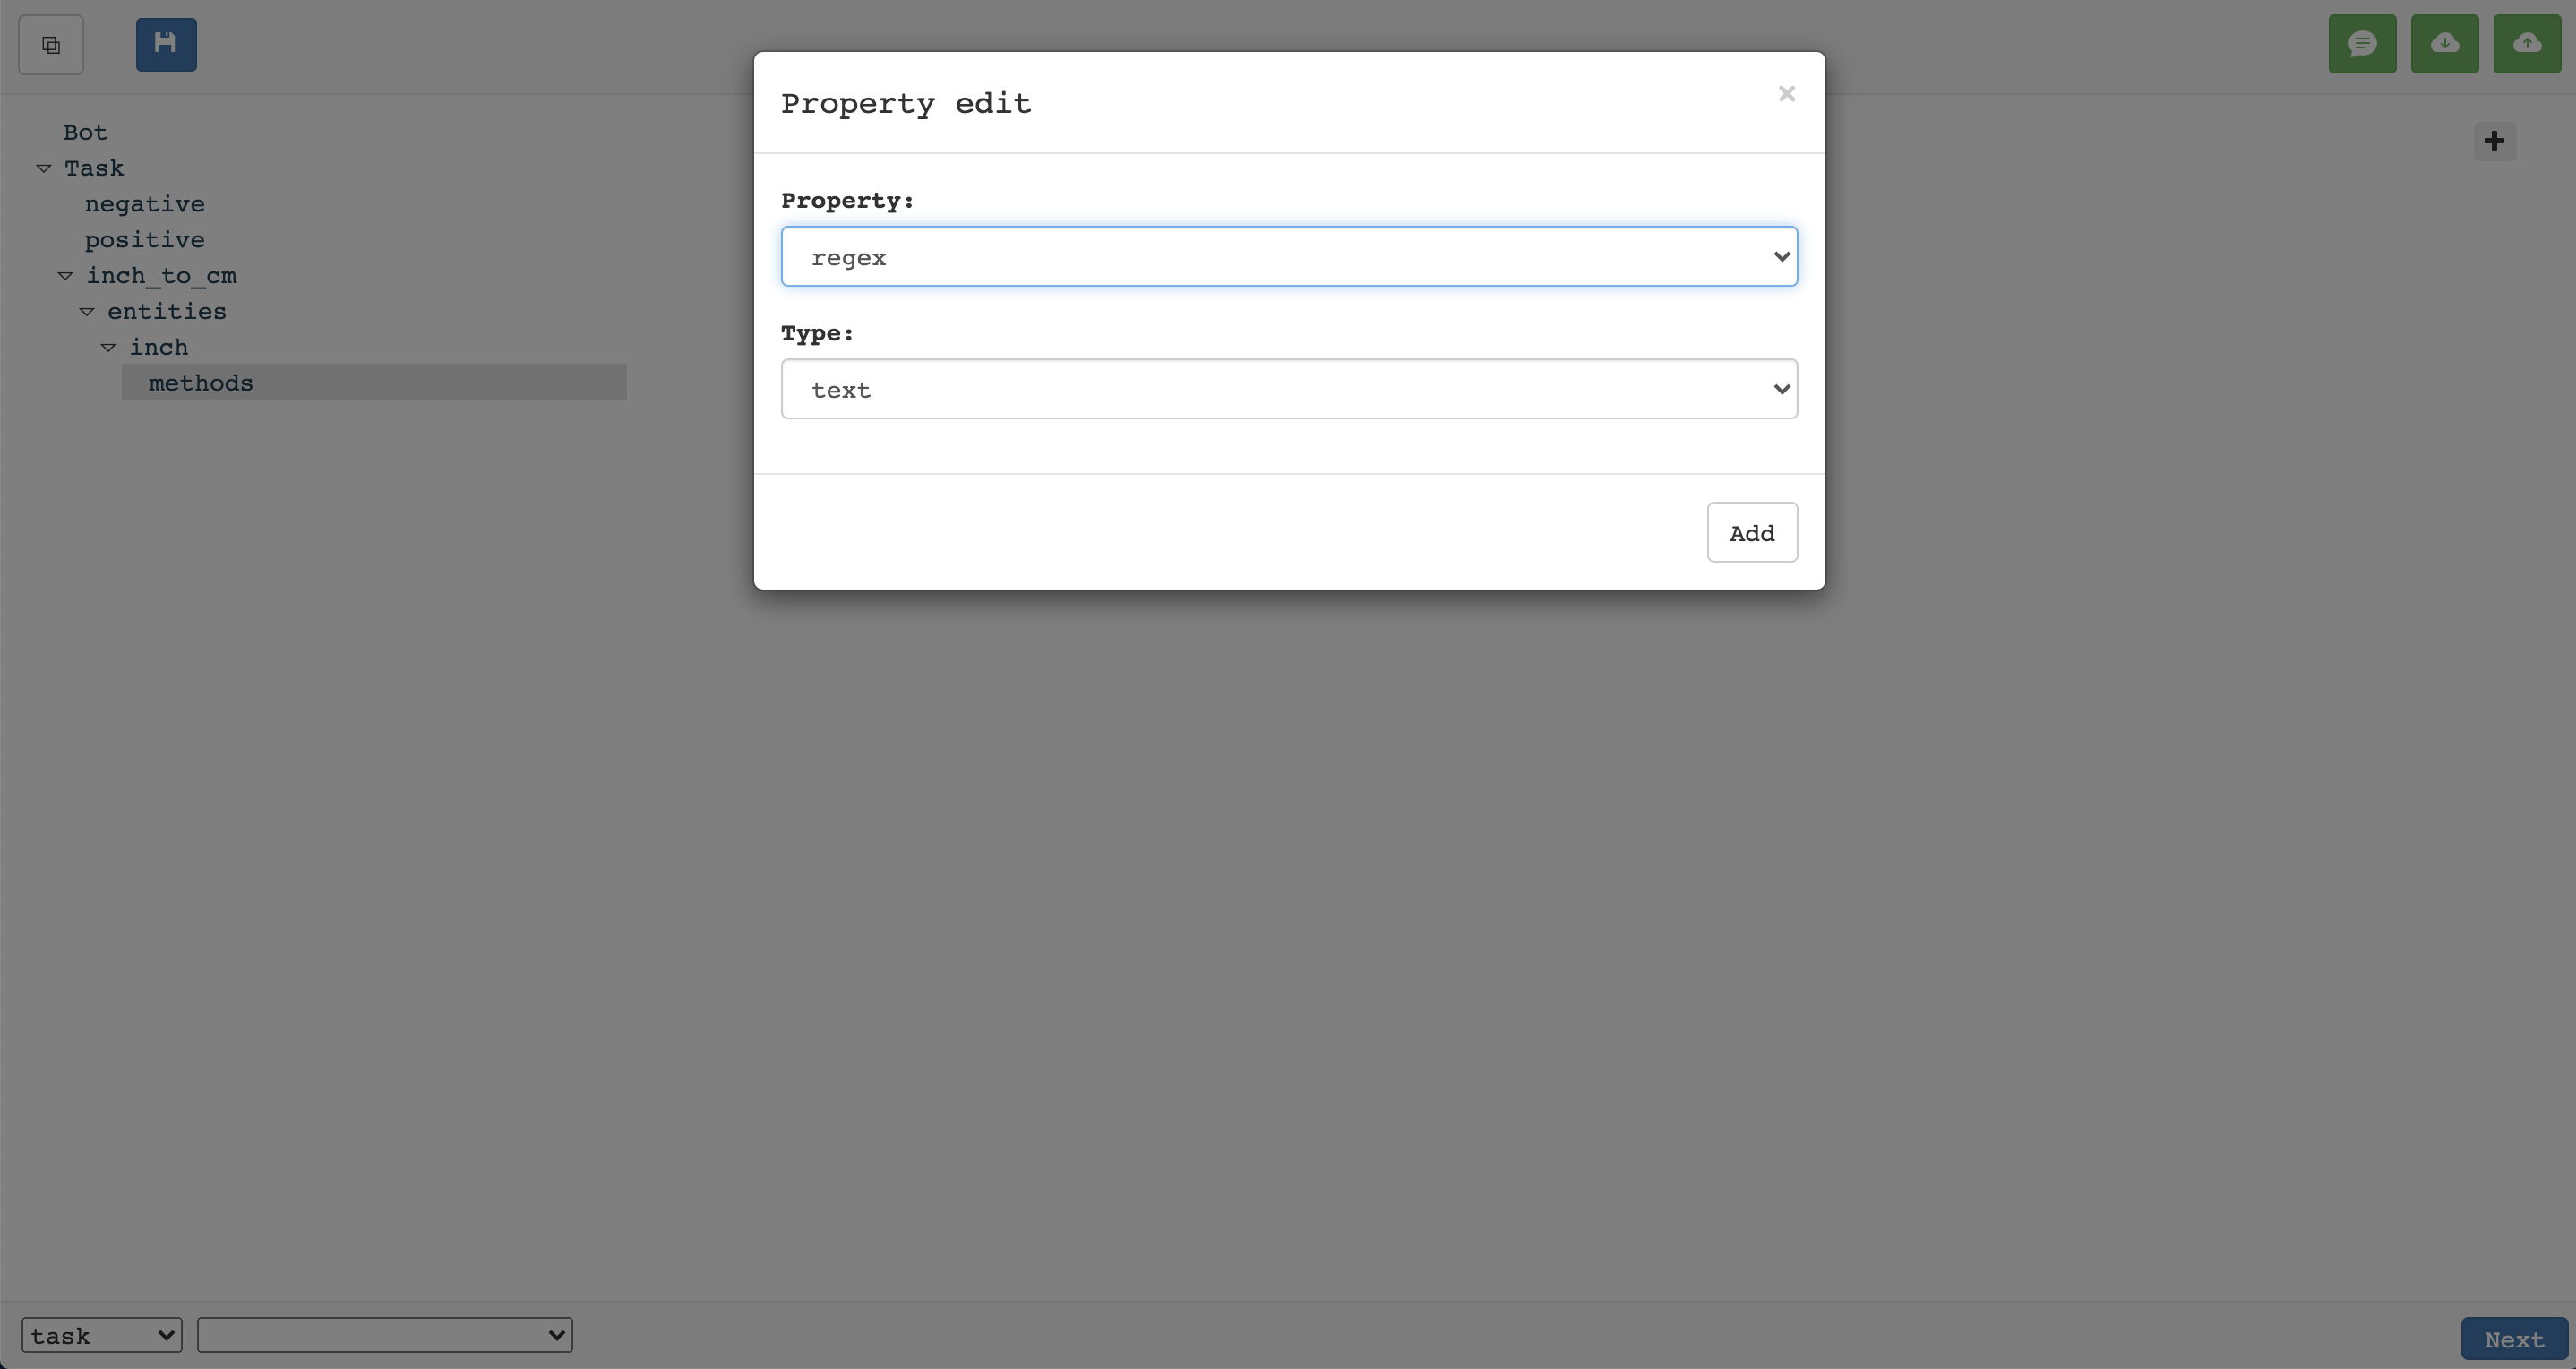 Property edit
Property:
regex
Type:
text
Add
Bot
Task
negative
positive
inch_to_cm
entities
inch
methods
task
Next